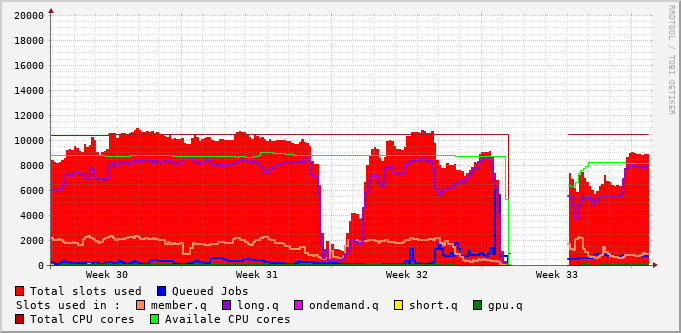 RRDTOOL / TOBI OETIKER
20000
18000
16000
14000
12000
10000
8000
6000
4000
2000
0
Week 30 Week 31 Week 32 Week 33
Total slots used Queued Jobs
Slots used in : member.q long.q ondemand.q short.q gpu.q
Total CPU cores Availale CPU cores